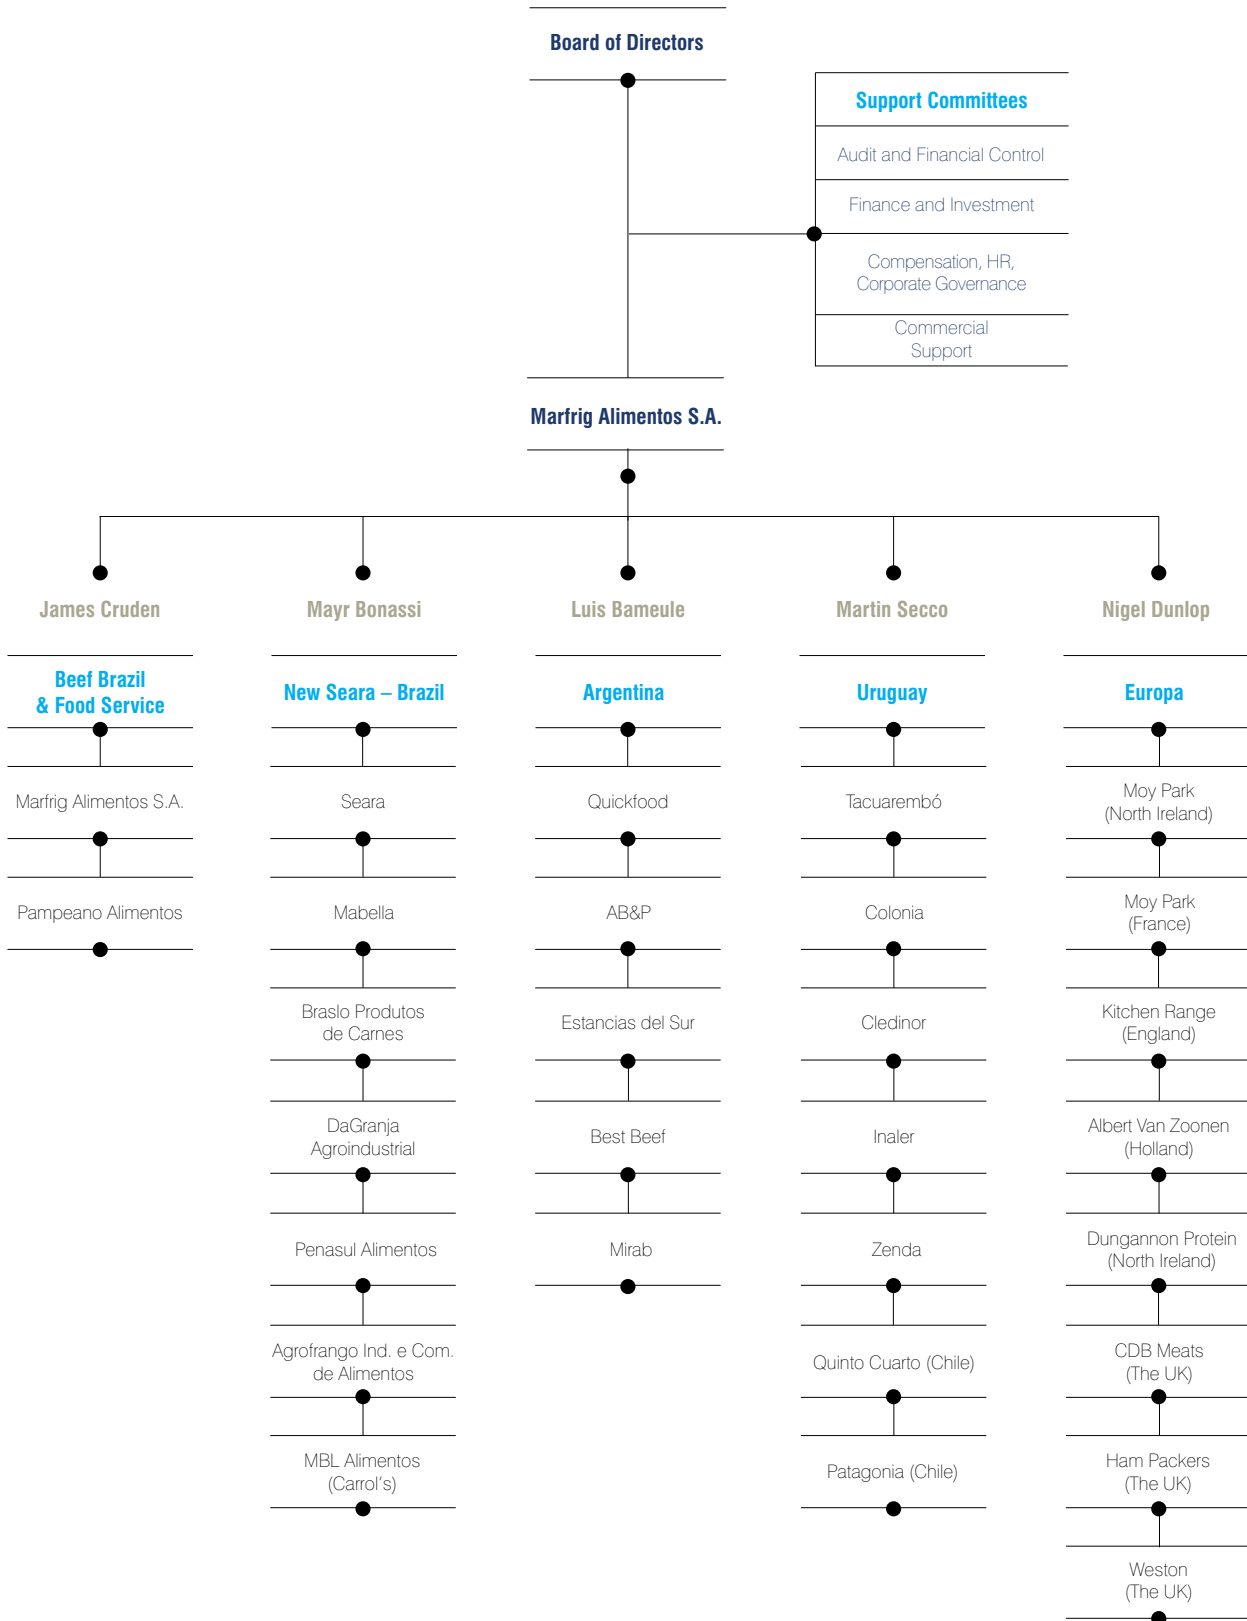 Board of Directors
Support Committees
Audit and Financial Control
Finance and Investment
Compensation, HR,
Corporate Governance
Commercial
Support
Marfrig Alimentos S.A.
James Cruden
Beef Brazil
& Food Service
Marfrig Alimentos S.A.
Pampeano Alimentos
Mayr Bonassi
New Seara – Brazil
Seara
Mabella
Braslo Produtos
de Carnes
DaGranja
Agroindustrial
Penasul Alimentos
Agrofrango Ind. e Com.
de Alimentos
MBL Alimentos
(Carrol's)
Luis Bameule
Argentina
Quickfood
AB&P
Estancias del Sur
Best Beef
Mirab
Martin Secco
Uruguay
Tacuarembó
Colonia
Cledinor
Inaler
Zenda
Quinto Cuarto (Chile)
Patagonia (Chile)
Nigel Dunlop
Europa
Moy Park
(North Ireland)
Moy Park
(France)
Kitchen Range
(England)
Albert Van Zoonen
(Holland)
Dungannon Protein
(North Ireland)
CDB Meats
(The UK)
Ham Packers
(The UK)
Weston
(The UK)